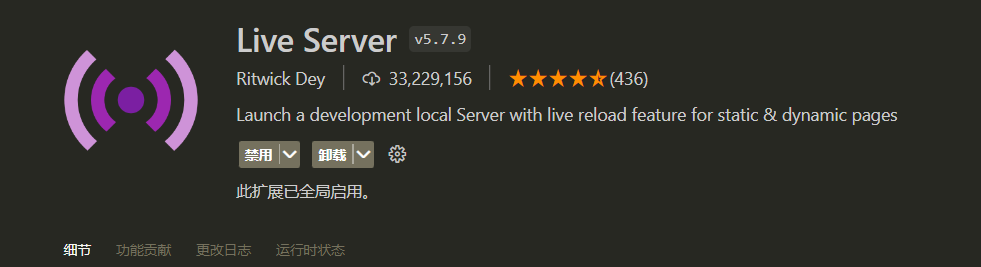 Live Server v5.7.9
Ritwick Dey 33,229,156 (436)
Launch a development local Server with live reload feature for static & dynamic pages
禁用 卸载
此扩展已全局启用。
细节 功能贡献 更改日志 运行时状态